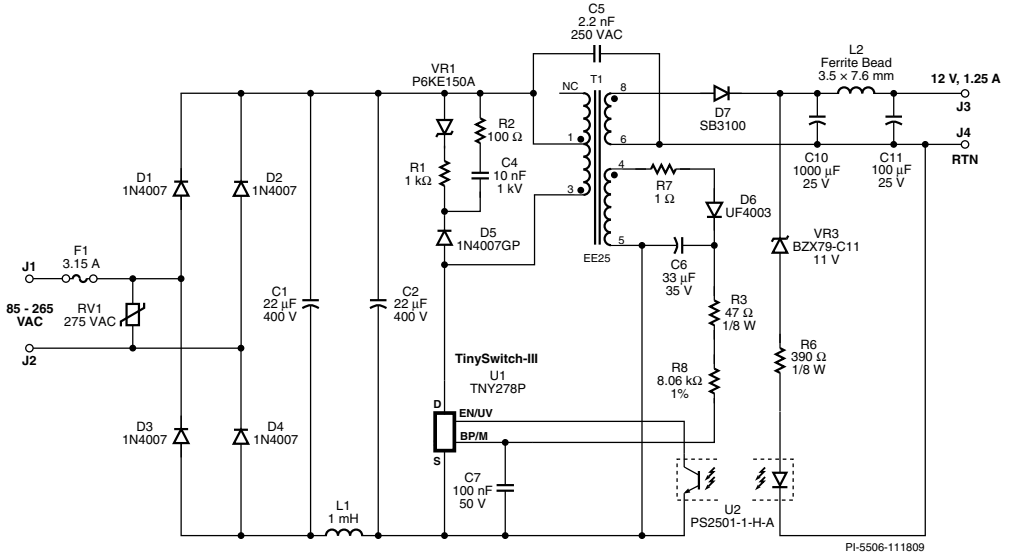 C5
2.2 nF
250 VAC
L2
Ferrite Bead
3.5 × 7.6 mm
12 V, 1.25 A
J3
VR1
P6KE150A
NC
T1
8
D7
SB3100
R2
100 Ω
1
6
J4
RTN
C10
1000 μF
25 V
C11
100 μF
25 V
D1
1N4007
D2
1N4007
R1
1 kΩ
C4
10 nF
1 kV
3
4
R7
1 Ω
D6
UF4003
D5
1N4007GP
5
EE25
C6
33 μF
35 V
VR3
BZX79-C11
11 V
F1
3.15 A
J1
85 - 265
VAC
RV1
275 VAC
J2
C1
22 μF
400 V
C2
22 μF
400 V
R3
47 Ω
1/8 W
TinySwitch-III
U1
TNY278P
R8
8.06 kΩ
1%
R6
390 Ω
1/8 W
D
EN/UV
BP/M
S
D3
1N4007
D4
1N4007
C7
100 nF
50 V
L1
1 mH
U2
PS2501-1-H-A
PI-5506-111809